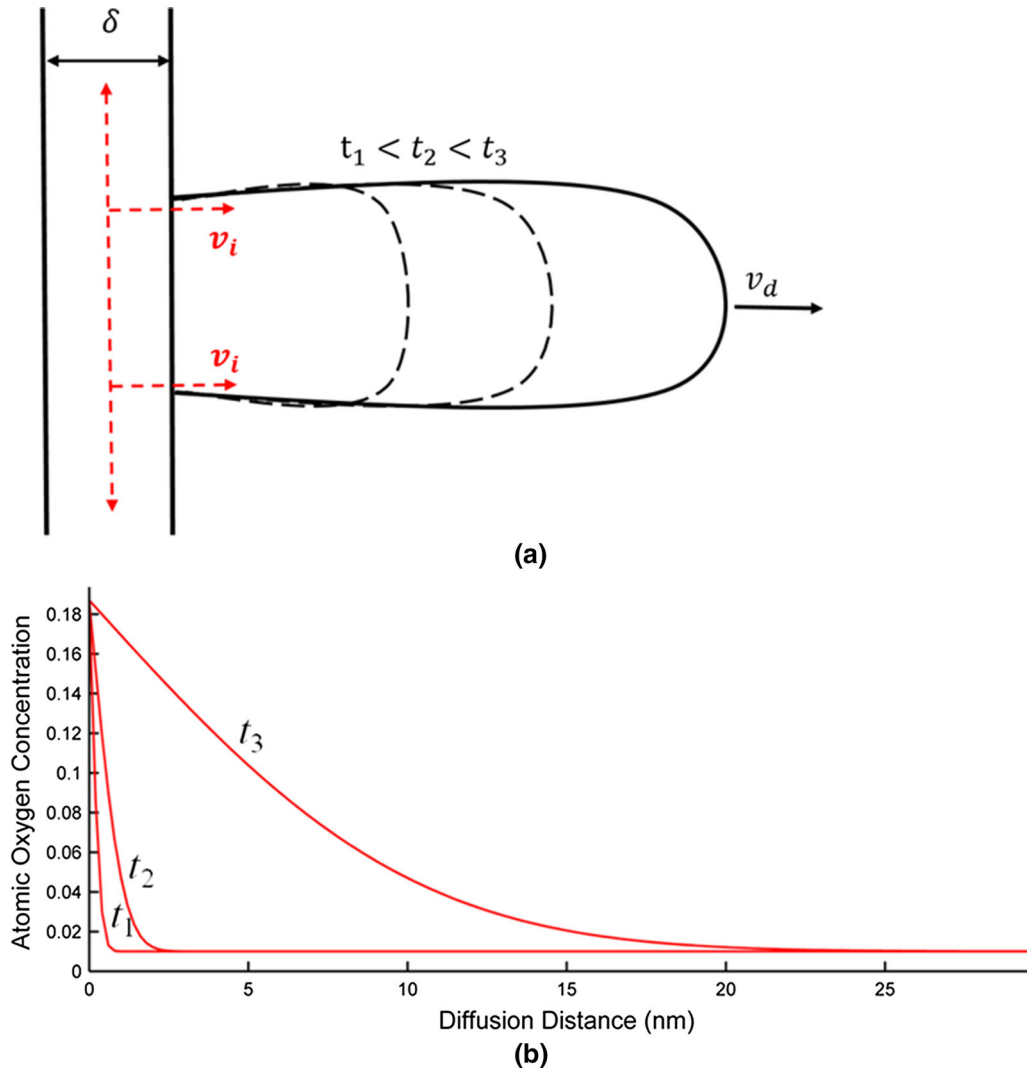 δ
t₁ < t₂ < t₃
v_i
v_d
v_i
(a)
0.18
0.16
0.14
0.12
0.1
0.08
0.06
0.04
0.02
0
Atomic Oxygen Concentration
t₃
t₂
t₁
0 5 10 15 20 25
Diffusion Distance (nm)
(b)